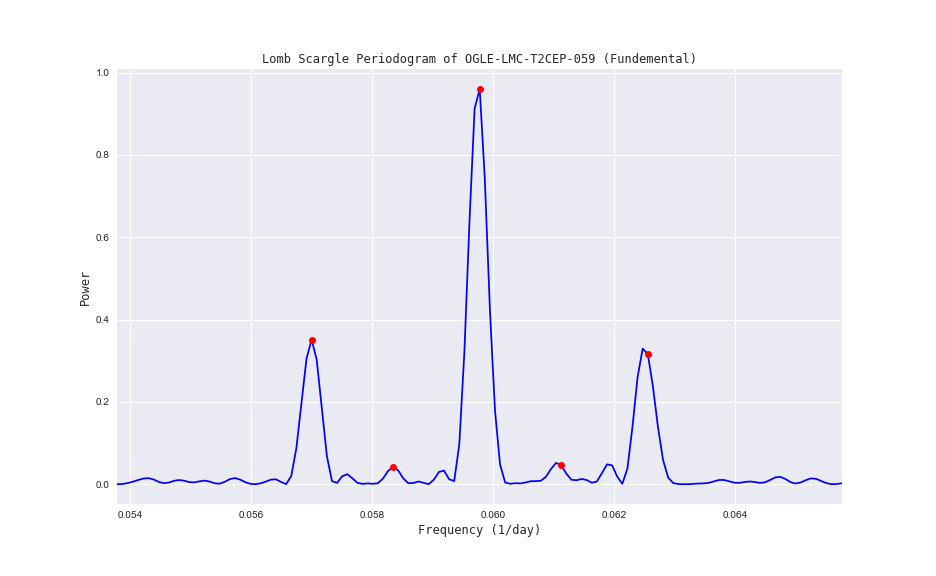 Lomb Scargle Periodogram of OGLE-LMC-T2CEP-059 (Fundemental)
1.0
0.8
0.6
0.4
0.2
0.0
Power
0.054 0.056 0.058 0.060 0.062 0.064
Frequency (1/day)